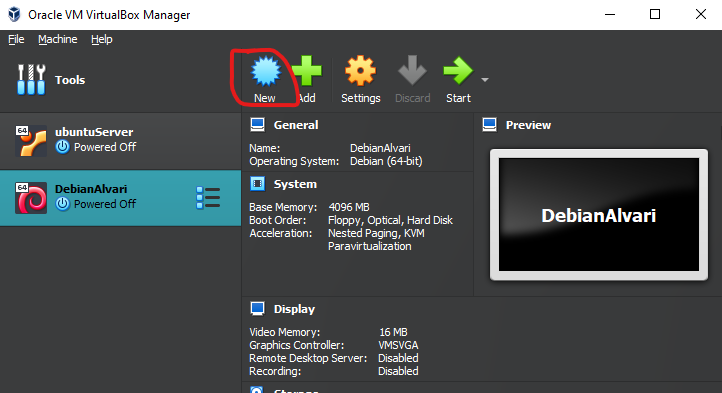 Oracle VM VirtualBox Manager
File Machine Help
Tools
New Add Settings Discard Start
64
ubuntuServer
Powered Off
64
DebianAlvari
Powered Off
General
Name: DebianAlvari
Operating System: Debian (64-bit)
System
Base Memory: 4096 MB
Boot Order: Floppy, Optical, Hard Disk
Acceleration: Nested Paging, KVM
Paravirtualization
Preview
DebianAlvari
Display
Video Memory: 16 MB
Graphics Controller: VMSVGA
Remote Desktop Server: Disabled
Recording: Disabled
Storage